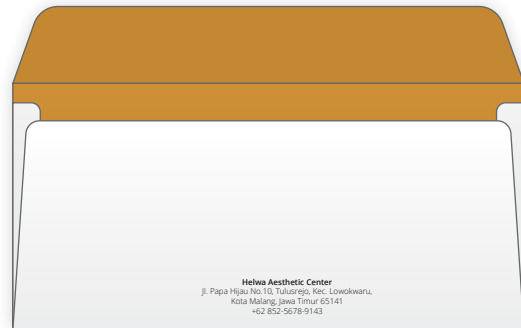 Helwa Aesthetic Center
Jl. Papa Hijau No.10, Tulusrejo, Kec. Lowokwaru,
Kota Malang, Jawa Timur 65141
+62 852-5678-9143